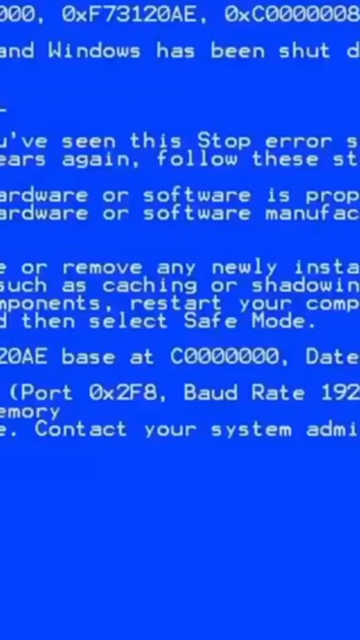 000, 0xF73120AE, 0xC0000008
and Windows has been shut d
_
u've seen this Stop error s
ears again, follow these st
ardware or software is prop
ardware or software manufac
e or remove any newly insta
such as caching or shadowin
mponents, restart your comp
d then select Safe Mode.
20AE base at C0000000, Date
(Port 0x2F8, Baud Rate 192
emory
e. Contact your system admi